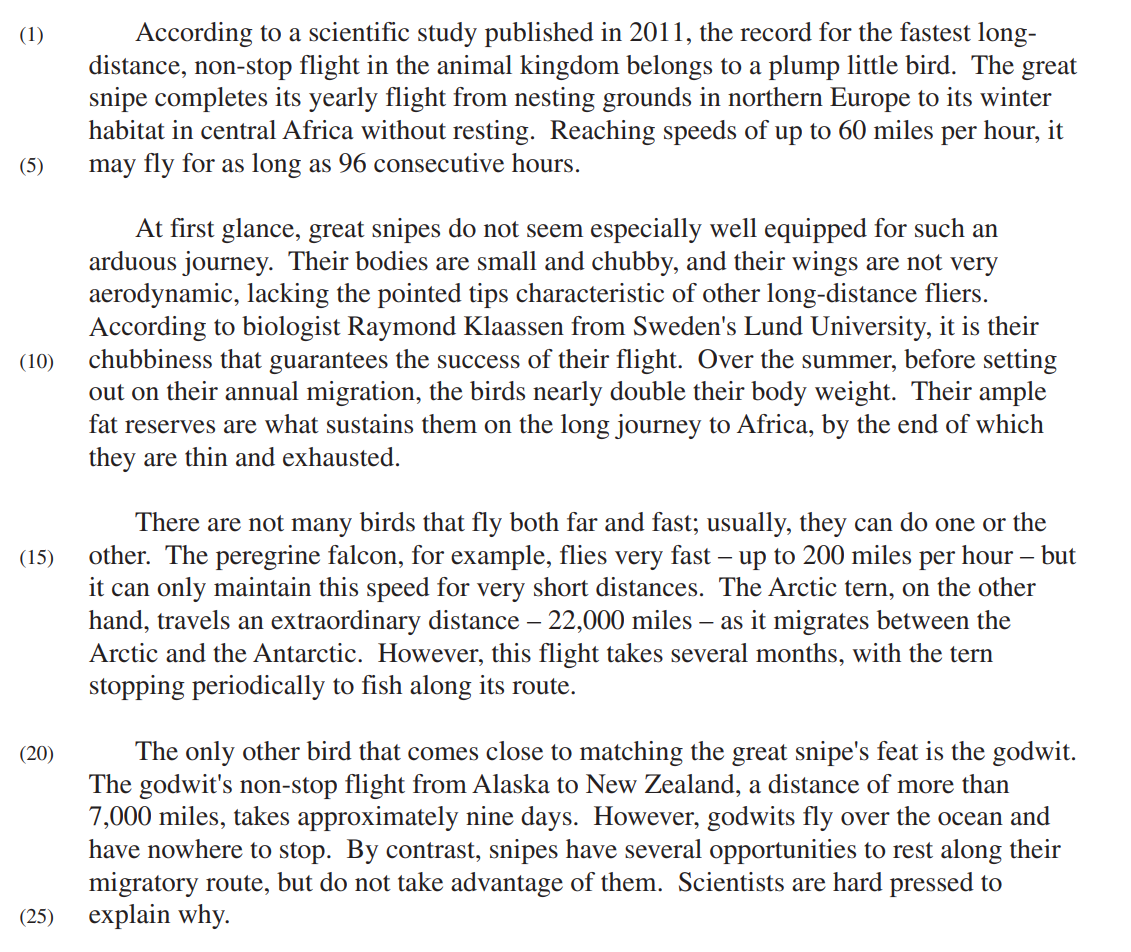 (1) According to a scientific study published in 2011, the record for the fastest long-
distance, non-stop flight in the animal kingdom belongs to a plump little bird. The great
snipe completes its yearly flight from nesting grounds in northern Europe to its winter
habitat in central Africa without resting. Reaching speeds of up to 60 miles per hour, it
(5) may fly for as long as 96 consecutive hours.
At first glance, great snipes do not seem especially well equipped for such an
arduous journey. Their bodies are small and chubby, and their wings are not very
aerodynamic, lacking the pointed tips characteristic of other long-distance fliers.
According to biologist Raymond Klaassen from Sweden's Lund University, it is their
(10) chubbiness that guarantees the success of their flight. Over the summer, before setting
out on their annual migration, the birds nearly double their body weight. Their ample
fat reserves are what sustains them on the long journey to Africa, by the end of which
they are thin and exhausted.
There are not many birds that fly both far and fast; usually, they can do one or the
(15) other. The peregrine falcon, for example, flies very fast – up to 200 miles per hour – but
it can only maintain this speed for very short distances. The Arctic tern, on the other
hand, travels an extraordinary distance – 22,000 miles – as it migrates between the
Arctic and the Antarctic. However, this flight takes several months, with the tern
stopping periodically to fish along its route.
(20) The only other bird that comes close to matching the great snipe's feat is the godwit.
The godwit's non-stop flight from Alaska to New Zealand, a distance of more than
7,000 miles, takes approximately nine days. However, godwits fly over the ocean and
have nowhere to stop. By contrast, snipes have several opportunities to rest along their
migratory route, but do not take advantage of them. Scientists are hard pressed to
(25) explain why.